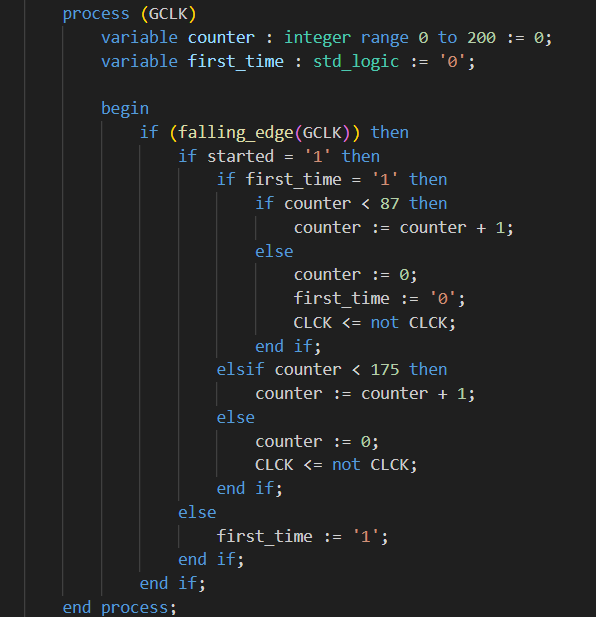 process (GCLK)
    variable counter : integer range 0 to 200 := 0;
    variable first_time : std_logic := '0';

    begin
        if (falling_edge(GCLK)) then
            if started = '1' then
                if first_time = '1' then
                    if counter < 87 then
                        counter := counter + 1;
                    else
                        counter := 0;
                        first_time := '0';
                        CLCK <= not CLCK;
                    end if;
                elsif counter < 175 then
                    counter := counter + 1;
                else
                    counter := 0;
                    CLCK <= not CLCK;
                end if;
            else
                first_time := '1';
            end if;
        end if;
end process;